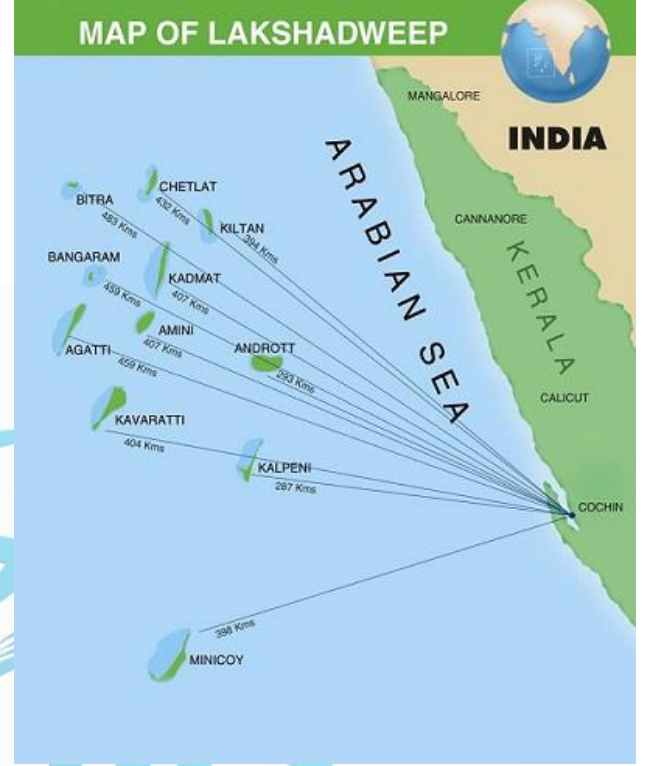 MAP OF LAKSHADWEEP
MANGALORE
INDIA
ARABIAN SEA
CHETLAT
432 Kms
BITRA
483 Kms
KILTAN
394 Kms
CANNANORE
KERALA
BANGARAM
459 Kms
KADMAT
407 Kms
AMINI
407 Kms
ANDROTT
293 Kms
AGATTI
459 Kms
CALICUT
KAVARATTI
404 Kms
KALPENI
287 Kms
COCHIN
398 Kms
MINICOY